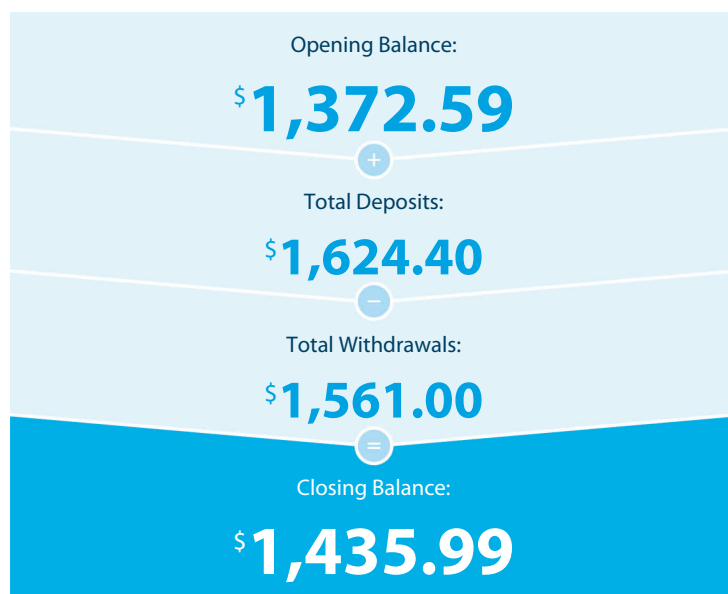 Opening Balance:
$1,372.59
+
Total Deposits:
$1,624.40
−
Total Withdrawals:
$1,561.00
=
Closing Balance:
$1,435.99